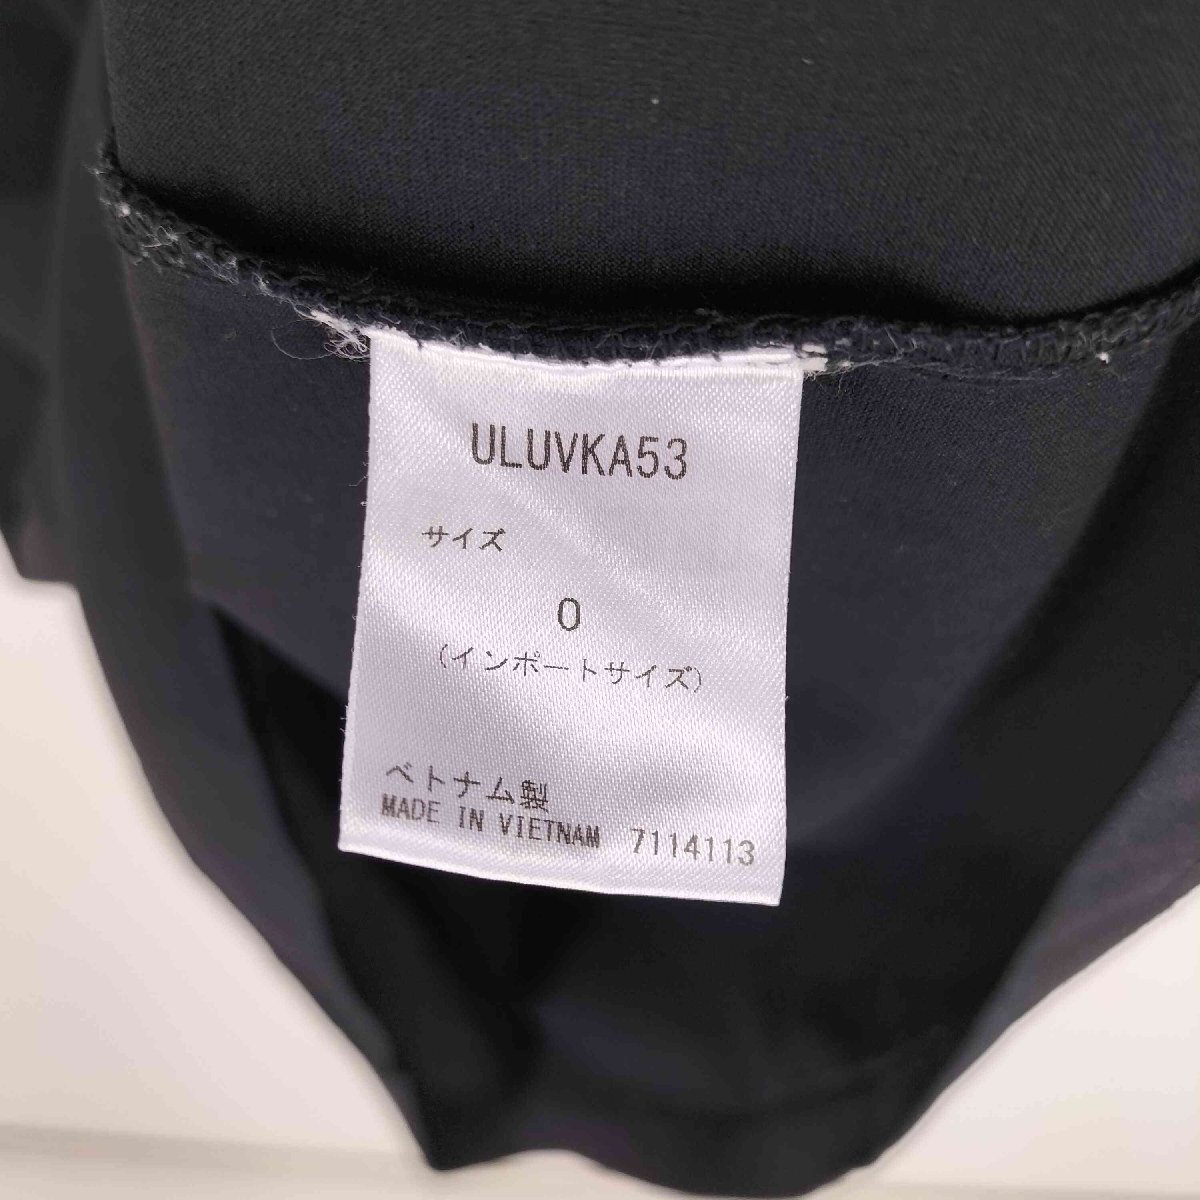 ULUVKA53
サイズ
0
(インポートサイズ)
ベトナム製
MADE IN VIETNAM 7114113